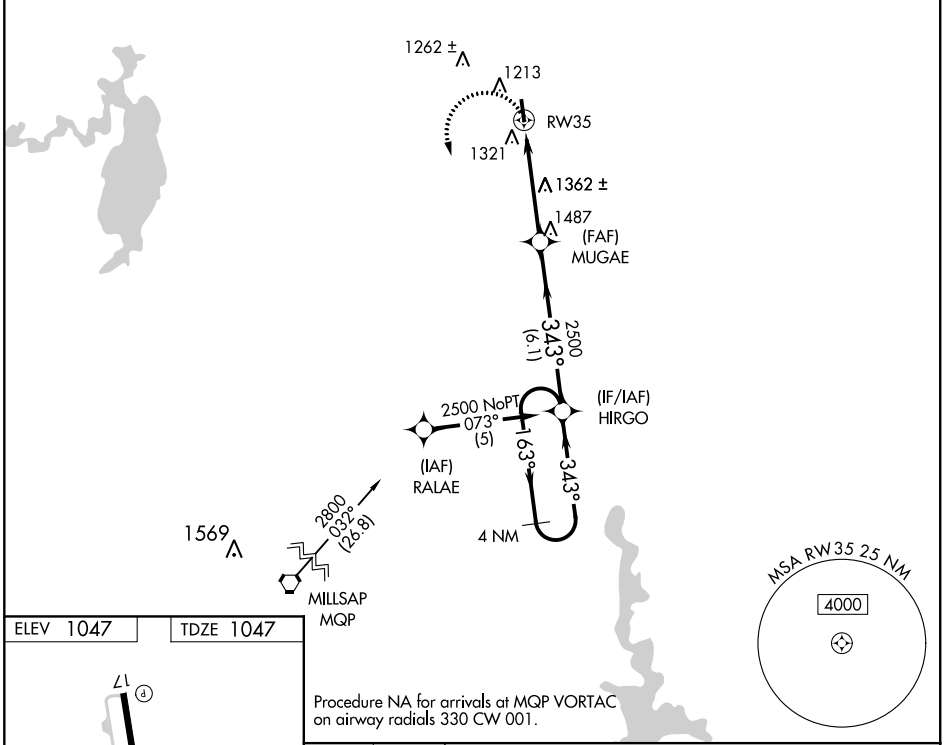 1262 ±
1213
RW35
1321
1362 ±
1487
(FAF)
MUGAE
2500
343°
(6.1)
(IF/IAF)
HIRGO
2500 NoPT
073°
(5)
(IAF)
RALAE
163°
343°
4 NM
2800
032°
(26.8)
1569
MILLSAP
MQP
MSA RW35 25 NM
4000
ELEV 1047
TDZE 1047
17
P
Procedure NA for arrivals at MQP VORTAC
on airway radials 330 CW 001.